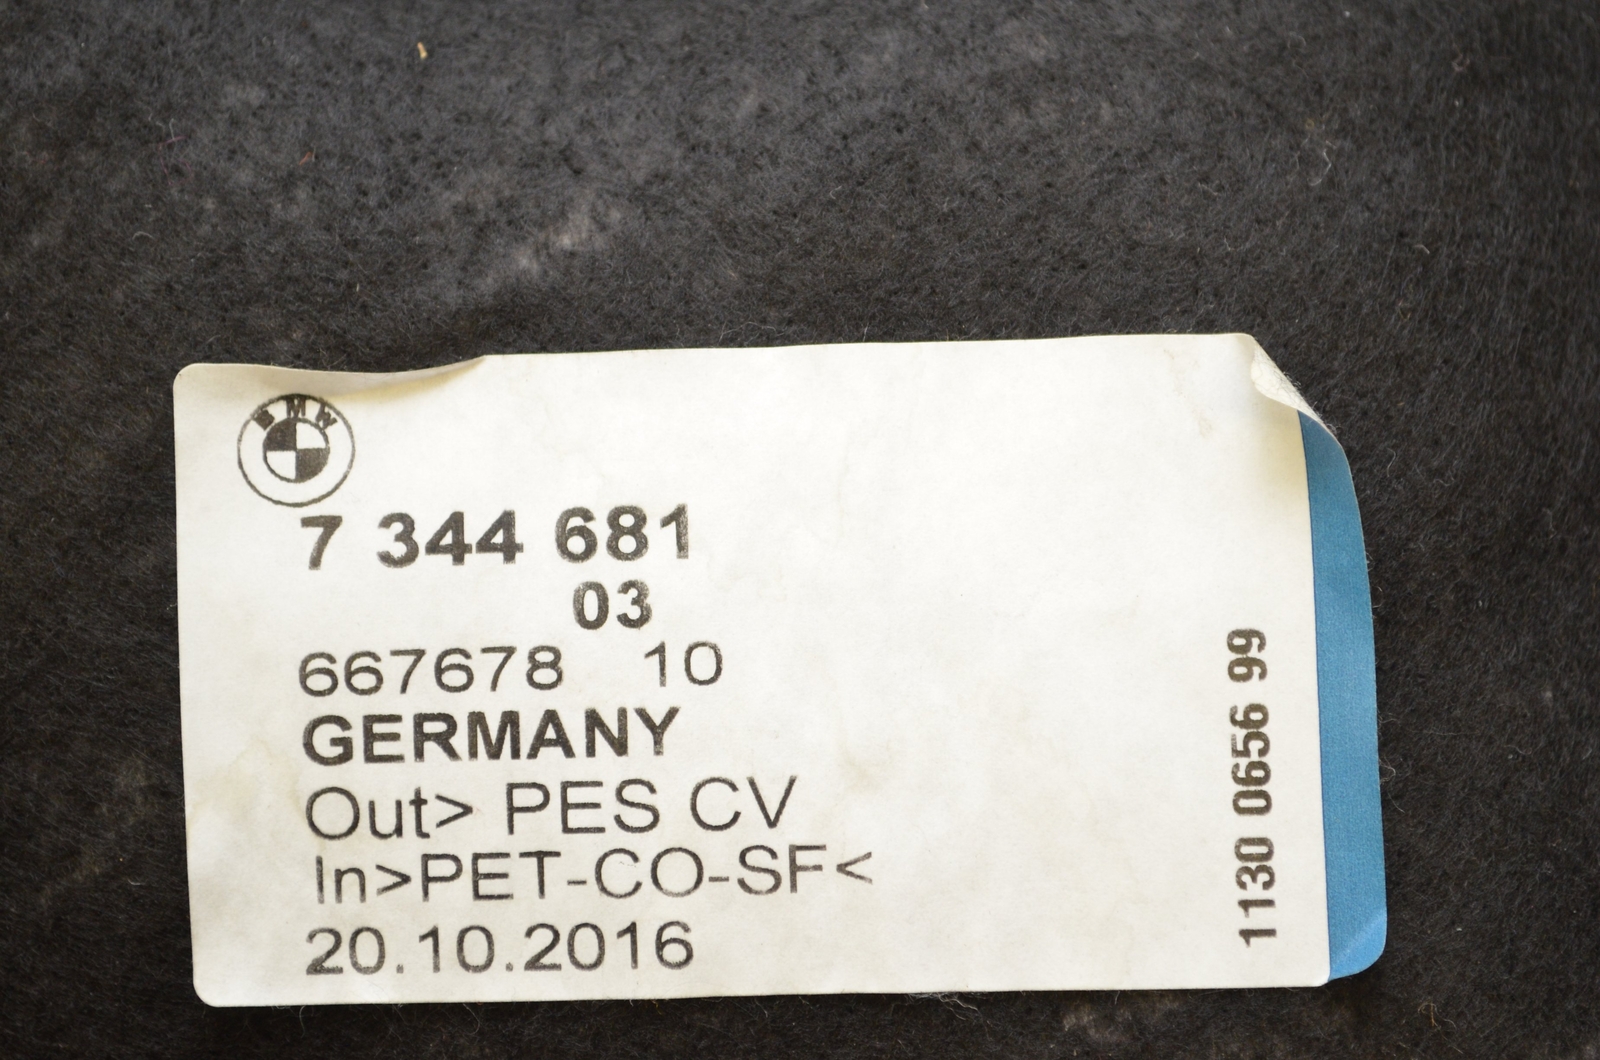 BMW
7 344 681
03
667678 10
GERMANY
Out> PES CV
In>PET-CO-SF<
20.10.2016
1130 0656 99